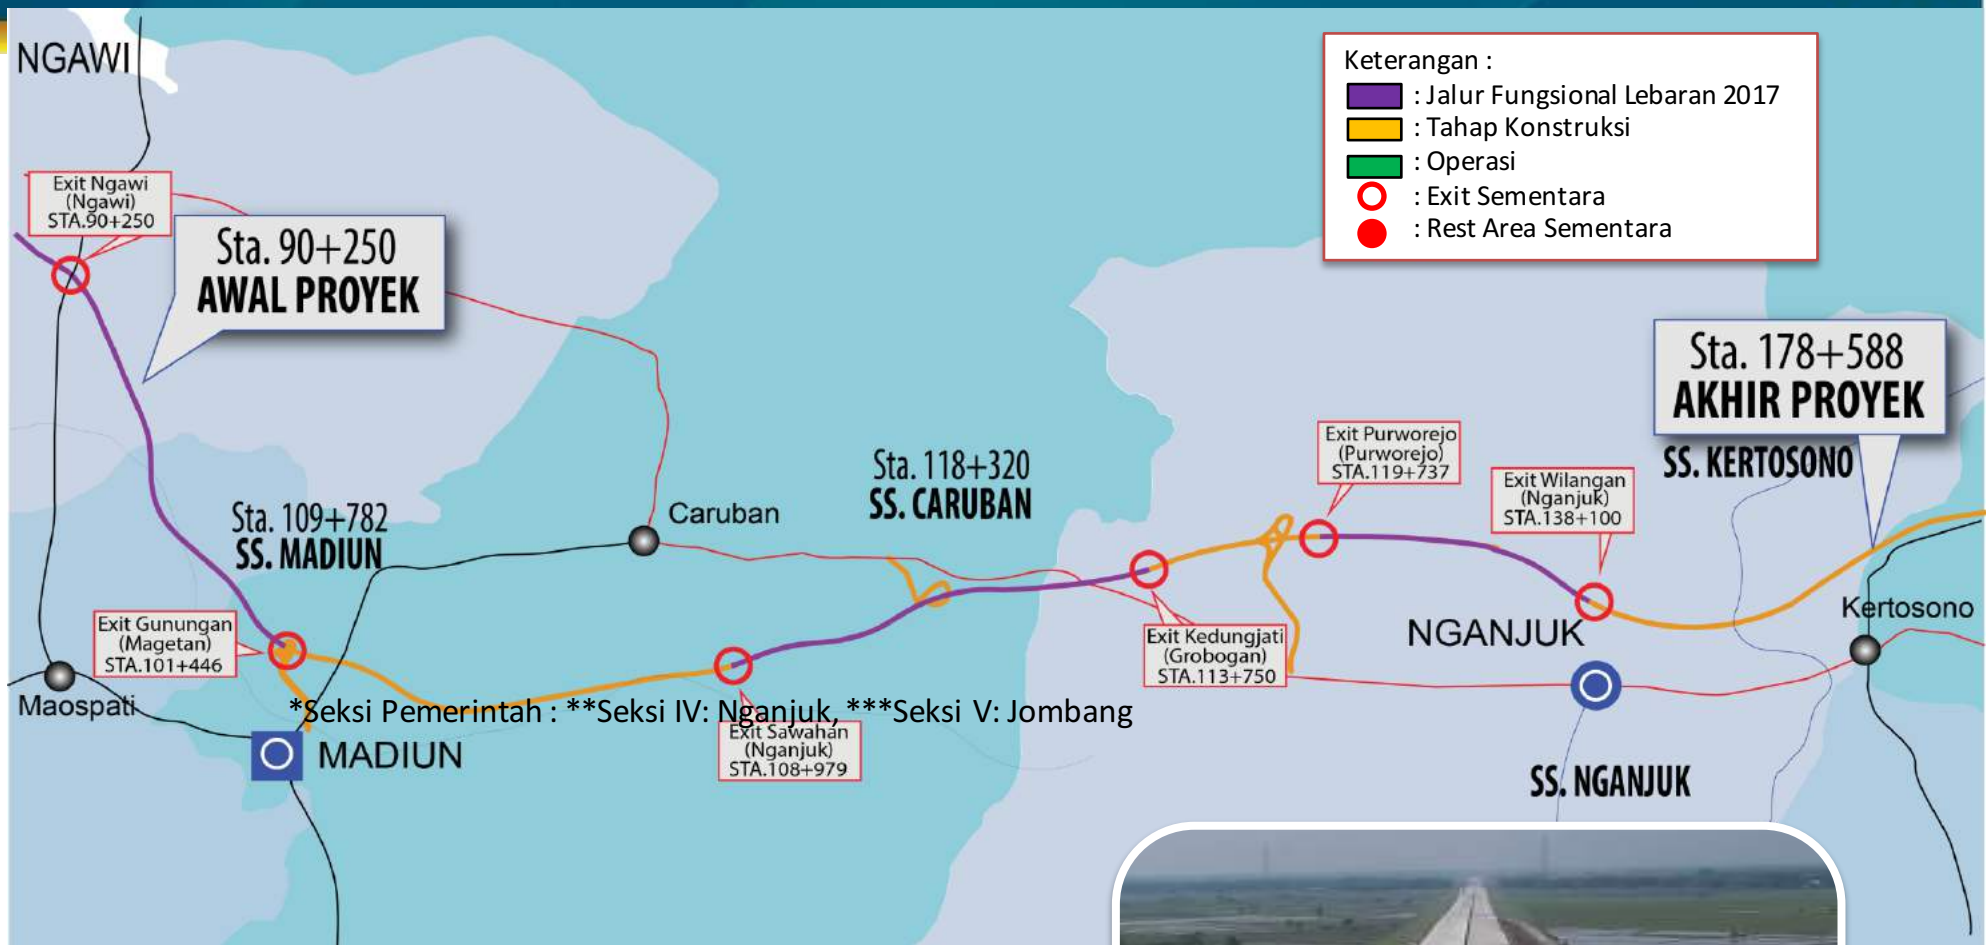 NGAWI
Keterangan :
: Jalur Fungsional Lebaran 2017
: Tahap Konstruksi
: Operasi
: Exit Sementara
: Rest Area Sementara
Exit Ngawi
(Ngawi)
STA.90+250
Sta. 90+250
AWAL PROYEK
Sta. 178+588
AKHIR PROYEK
SS. KERTOSONO
Exit Purworejo
(Purworejo)
STA.119+737
Sta. 118+320
SS. CARUBAN
Exit Wilangan
(Nganjuk)
STA.138+100
Sta. 109+782
SS. MADIUN
Caruban
Exit Gunungan
(Magetan)
STA.101+446
Exit Kedungjati
(Grobogan)
STA.113+750
NGANJUK
Kertosono
Maospati
*Seksi Pemerintah : **Seksi IV: Nganjuk, ***Seksi V: Jombang
Exit Sawahan
(Nganjuk)
STA.108+979
MADIUN
SS. NGANJUK